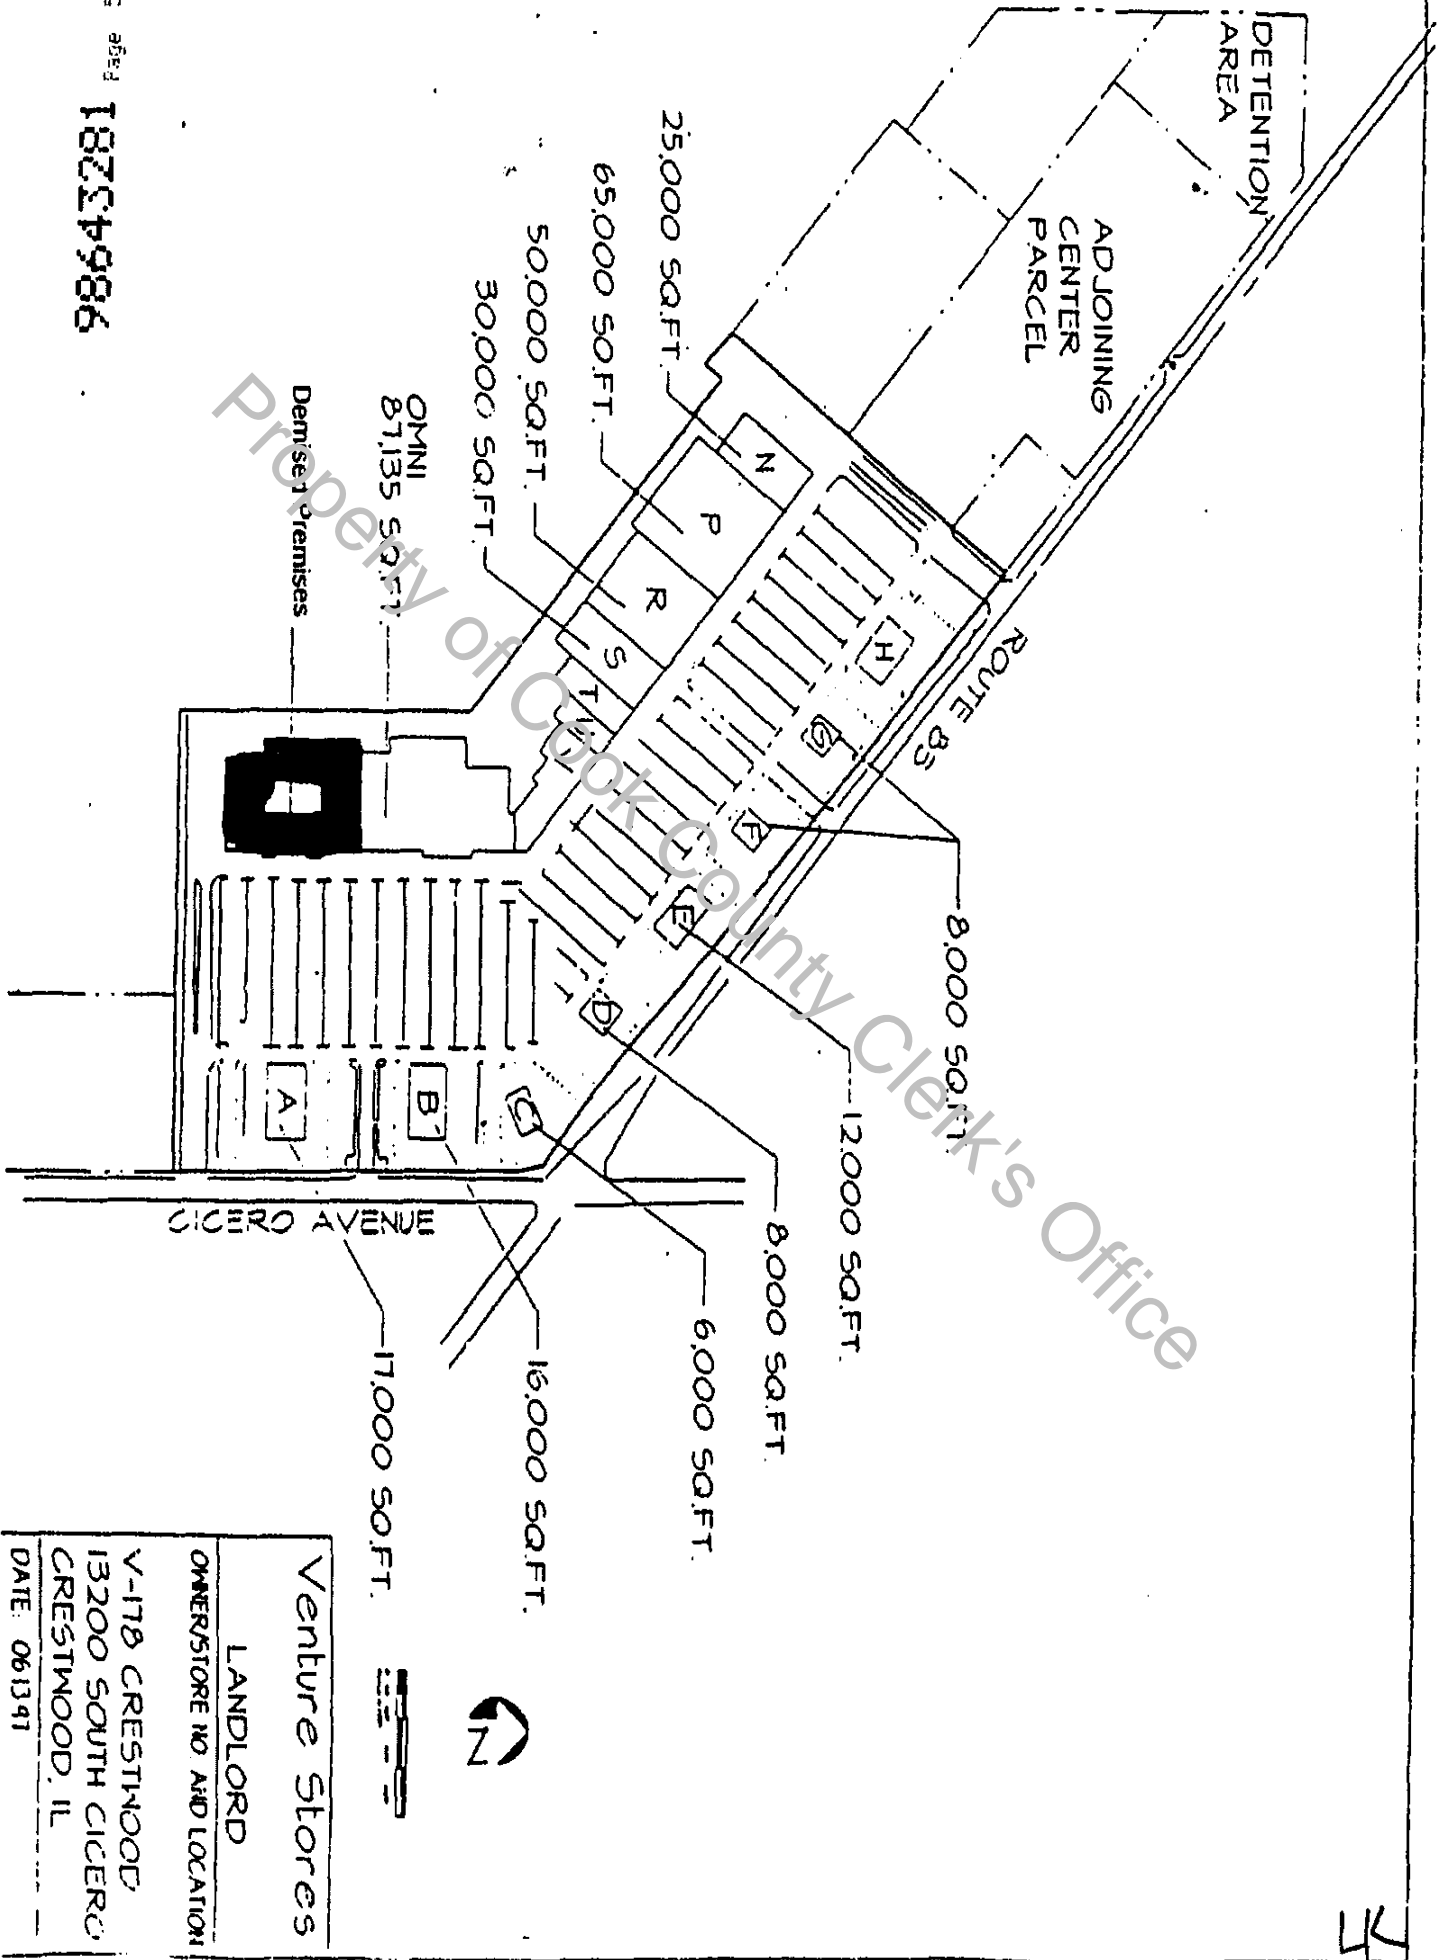 DETENTION
AREA
ADJOINING
CENTER
PARCEL
25,000 SQ.FT.
65,000 SQ.FT.
50,000 SQ.FT.
30,000 SQ.FT.
OMNI
87,135 SQ.FT.
Demised Premises
N
P
R
S
T
H
G
F
E
D
C
B
A
ROUTE 83
CICERO AVENUE
8,000 SQ.FT.
12,000 SQ.FT.
8,000 SQ.FT.
6,000 SQ.FT.
16,000 SQ.FT.
17,000 SQ.FT.
N
Venture Stores
LANDLORD
OWNER/STORE NO. AND LOCATION
V-178 CRESTWOOD
13200 SOUTH CICERO
CRESTWOOD, IL
DATE: 061397
Page
Property of Cook County Clerk's Office